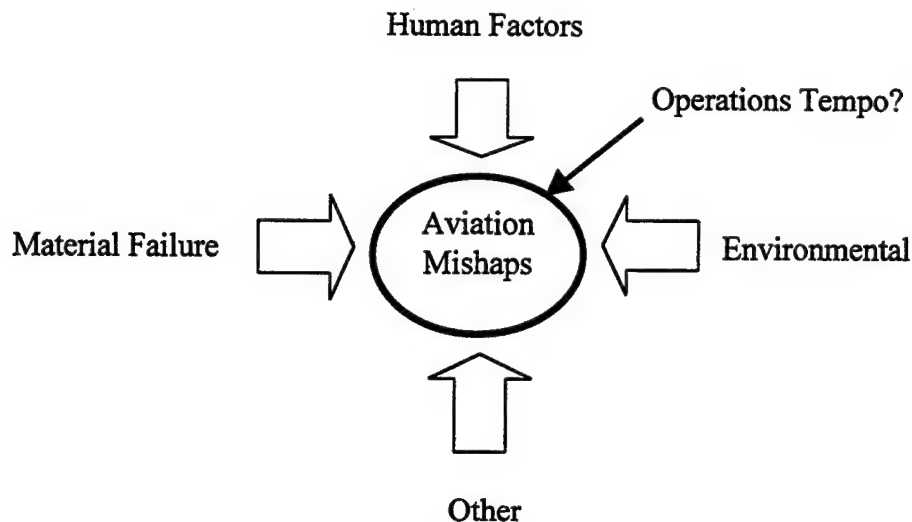 Human Factors
Operations Tempo?
Aviation
Mishaps
Material Failure
Environmental
Other